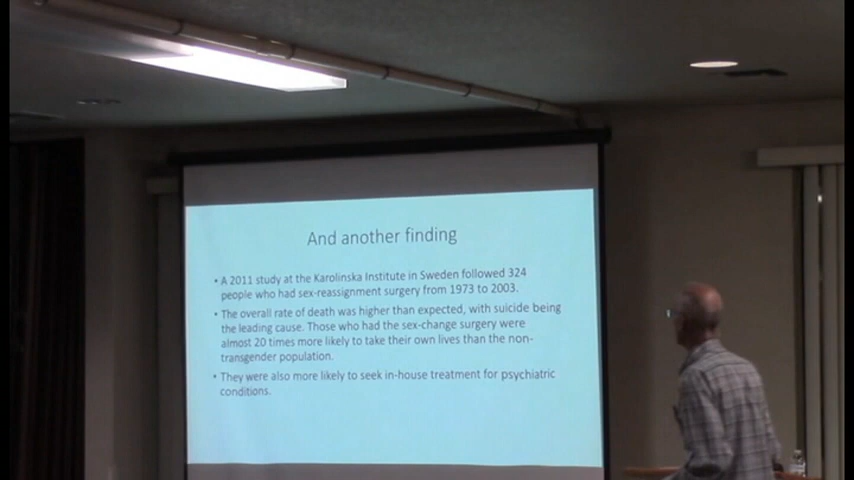 And another finding
• A 2011 study at the Karolinska Institute in Sweden followed 324
people who had sex-reassignment surgery from 1973 to 2003.
• The overall rate of death was higher than expected, with suicide being
the leading cause. Those who had the sex-change surgery were
almost 20 times more likely to take their own lives than the non-
transgender population.
• They were also more likely to seek in-house treatment for psychiatric
conditions.